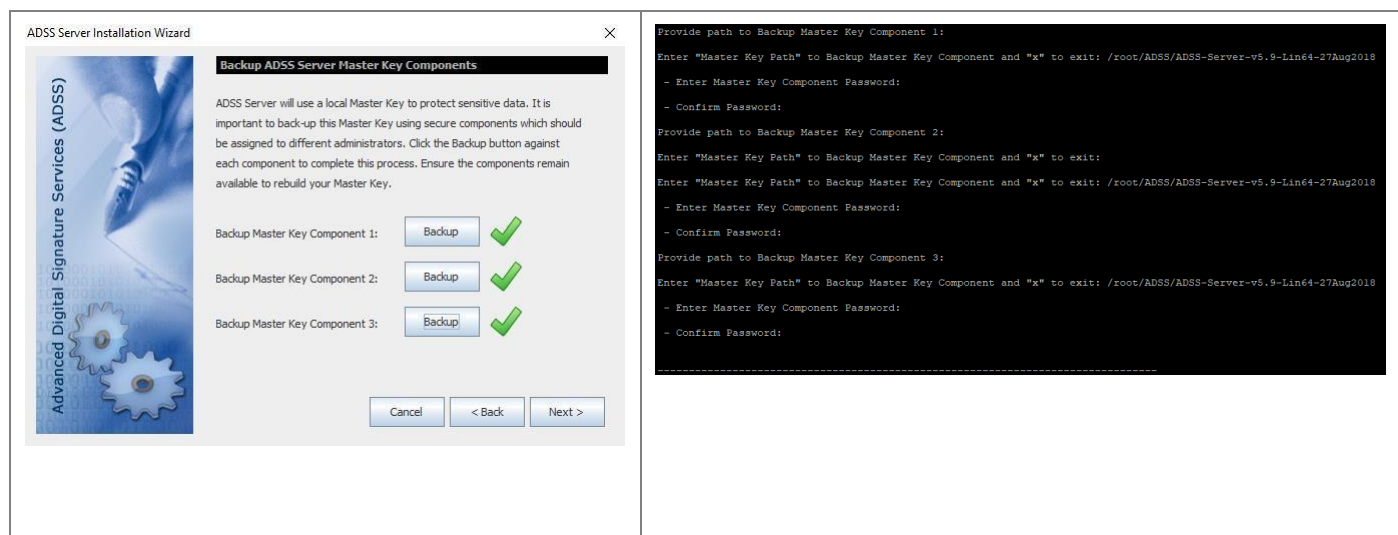 ADSS Server Installation Wizard
Advanced Digital Signature Services (ADSS)
Backup ADSS Server Master Key Components
ADSS Server will use a local Master Key to protect sensitive data. It is
important to back-up this Master Key using secure components which should
be assigned to different administrators. Click the Backup button against
each component to complete this process. Ensure the components remain
available to rebuild your Master Key.
Backup Master Key Component 1: Backup
Backup Master Key Component 2: Backup
Backup Master Key Component 3: Backup
Cancel < Back Next >
Provide path to Backup Master Key Component 1:
Enter "Master Key Path" to Backup Master Key Component and "x" to exit: /root/ADSS/ADSS-Server-v5.9-Lin64-27Aug2018
- Enter Master Key Component Password:
- Confirm Password:
Provide path to Backup Master Key Component 2:
Enter "Master Key Path" to Backup Master Key Component and "x" to exit:
Enter "Master Key Path" to Backup Master Key Component and "x" to exit: /root/ADSS/ADSS-Server-v5.9-Lin64-27Aug2018
- Enter Master Key Component Password:
- Confirm Password:
Provide path to Backup Master Key Component 3:
Enter "Master Key Path" to Backup Master Key Component and "x" to exit: /root/ADSS/ADSS-Server-v5.9-Lin64-27Aug2018
- Enter Master Key Component Password:
- Confirm Password:
--------------------------------------------------------------------------------